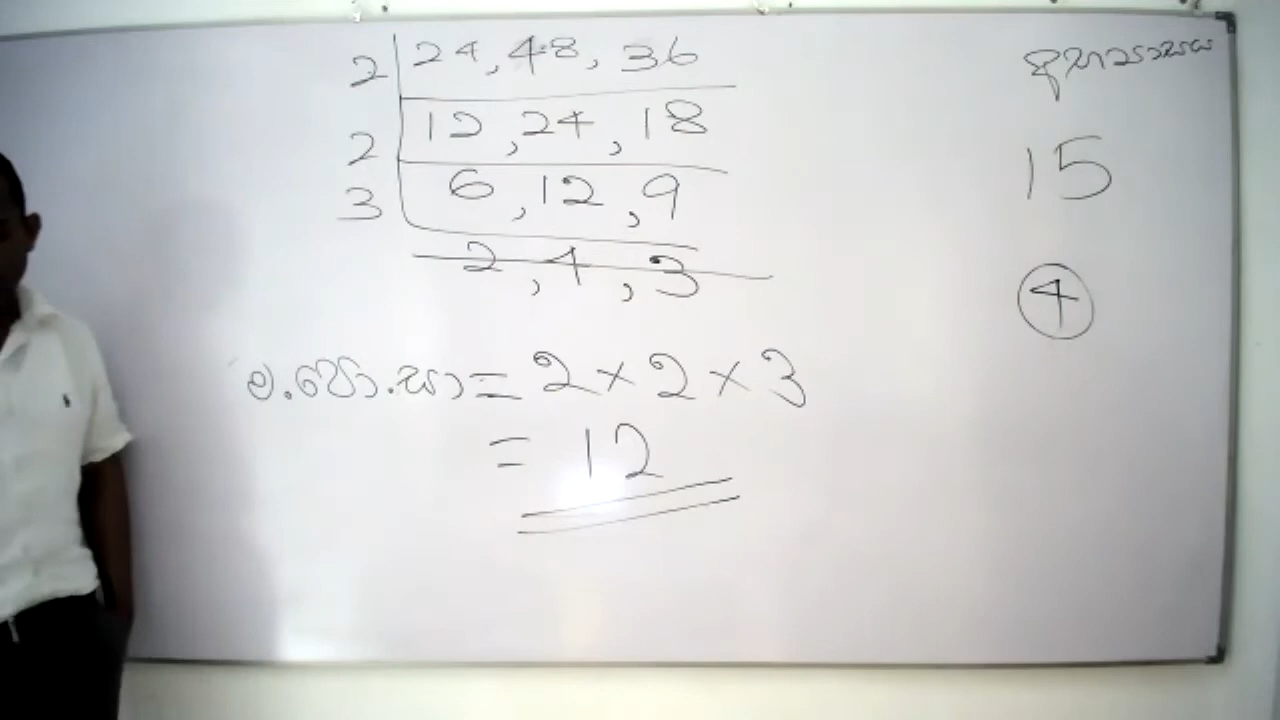 2 | 24, 48, 36
2 | 12, 24, 18
3 | 6, 12, 9
2, 4, 3
ම.පො.සා = 2 × 2 × 3
= 12
15
4